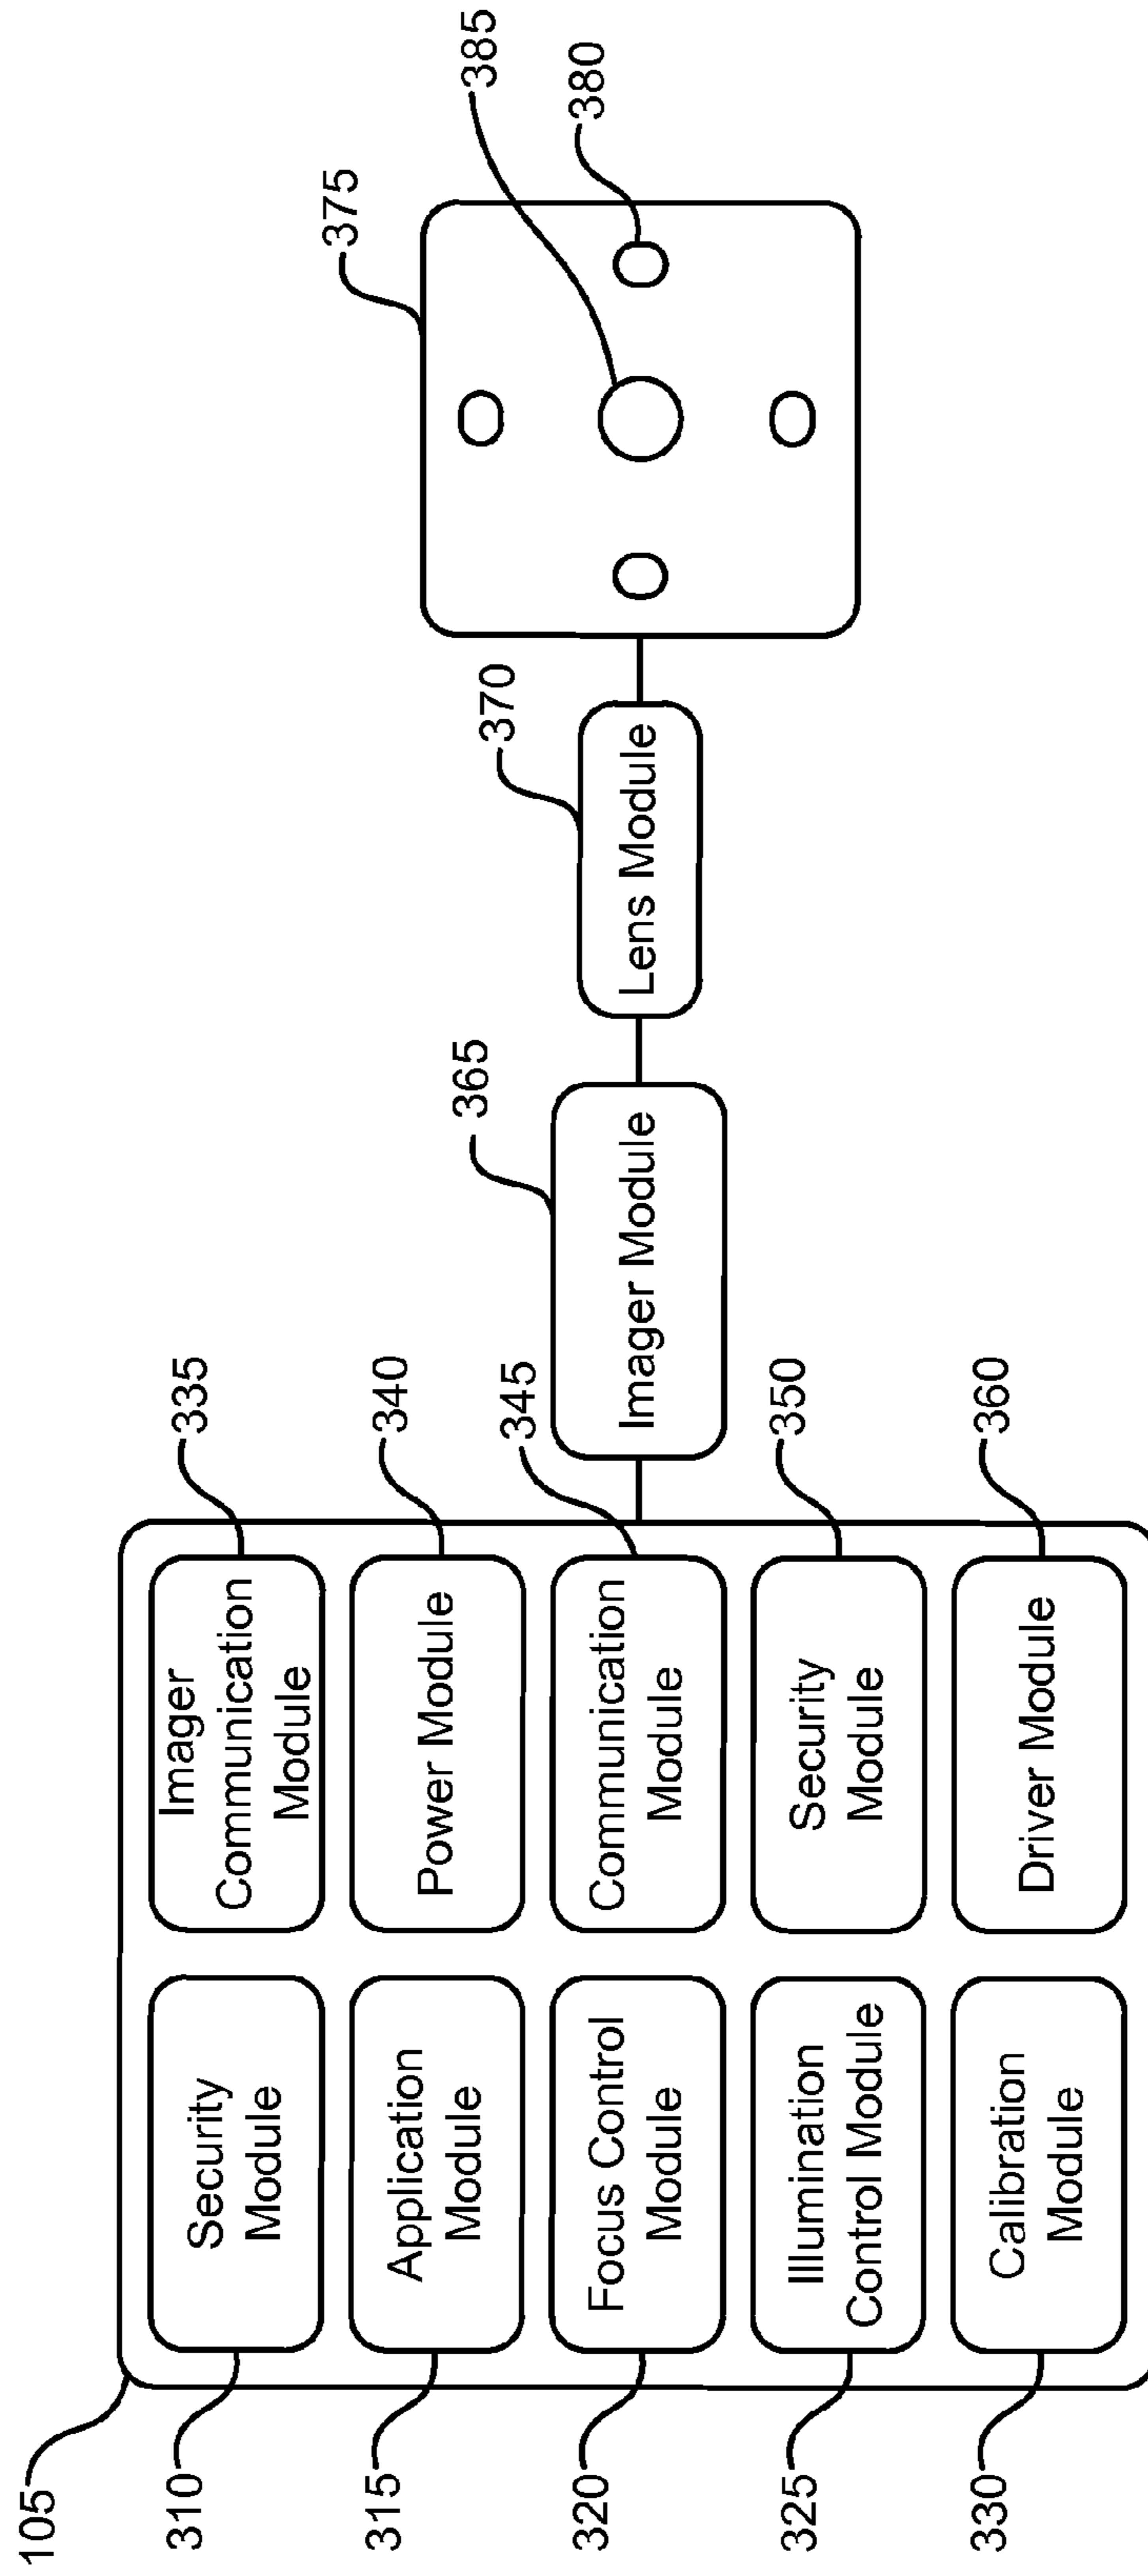 105
310
Security
Module
315
Application
Module
320
Focus Control
Module
325
Illumination
Control Module
330
Calibration
Module
335
Imager
Communication
Module
340
Power Module
345
Communication
Module
350
Security
Module
360
Driver Module
365
Imager Module
370
Lens Module
375
385
380